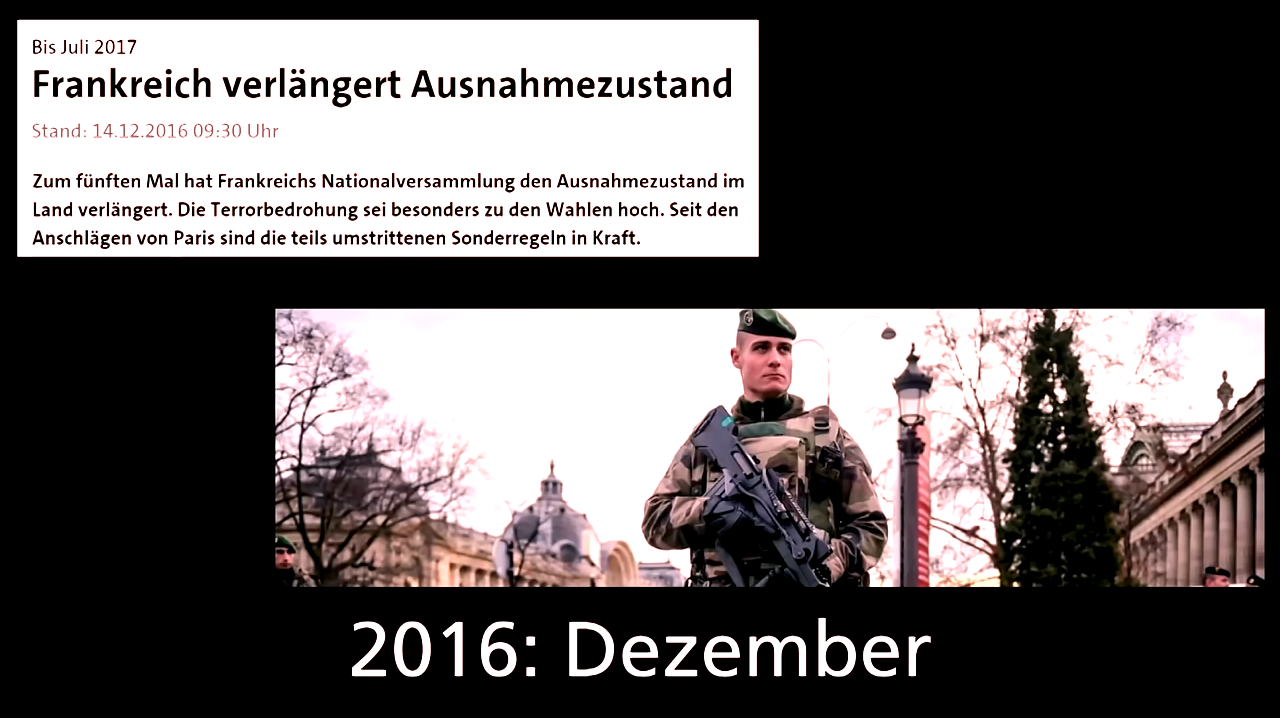 Bis Juli 2017
Frankreich verlängert Ausnahmezustand
Stand: 14.12.2016 09:30 Uhr
Zum fünften Mal hat Frankreichs Nationalversammlung den Ausnahmezustand im
Land verlängert. Die Terrorbedrohung sei besonders zu den Wahlen hoch. Seit den
Anschlägen von Paris sind die teils umstrittenen Sonderregeln in Kraft.
2016: Dezember